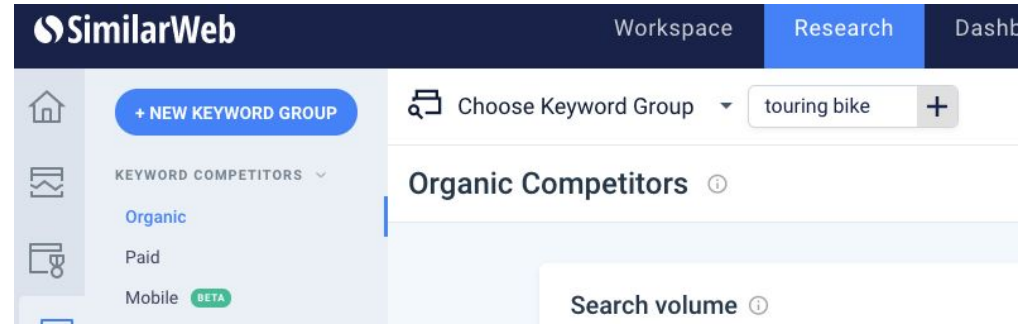 SimilarWeb
Workspace Research Dashb
+ NEW KEYWORD GROUP
Choose Keyword Group touring bike +
KEYWORD COMPETITORS
Organic Competitors
Organic
Paid
Mobile BETA
Search volume